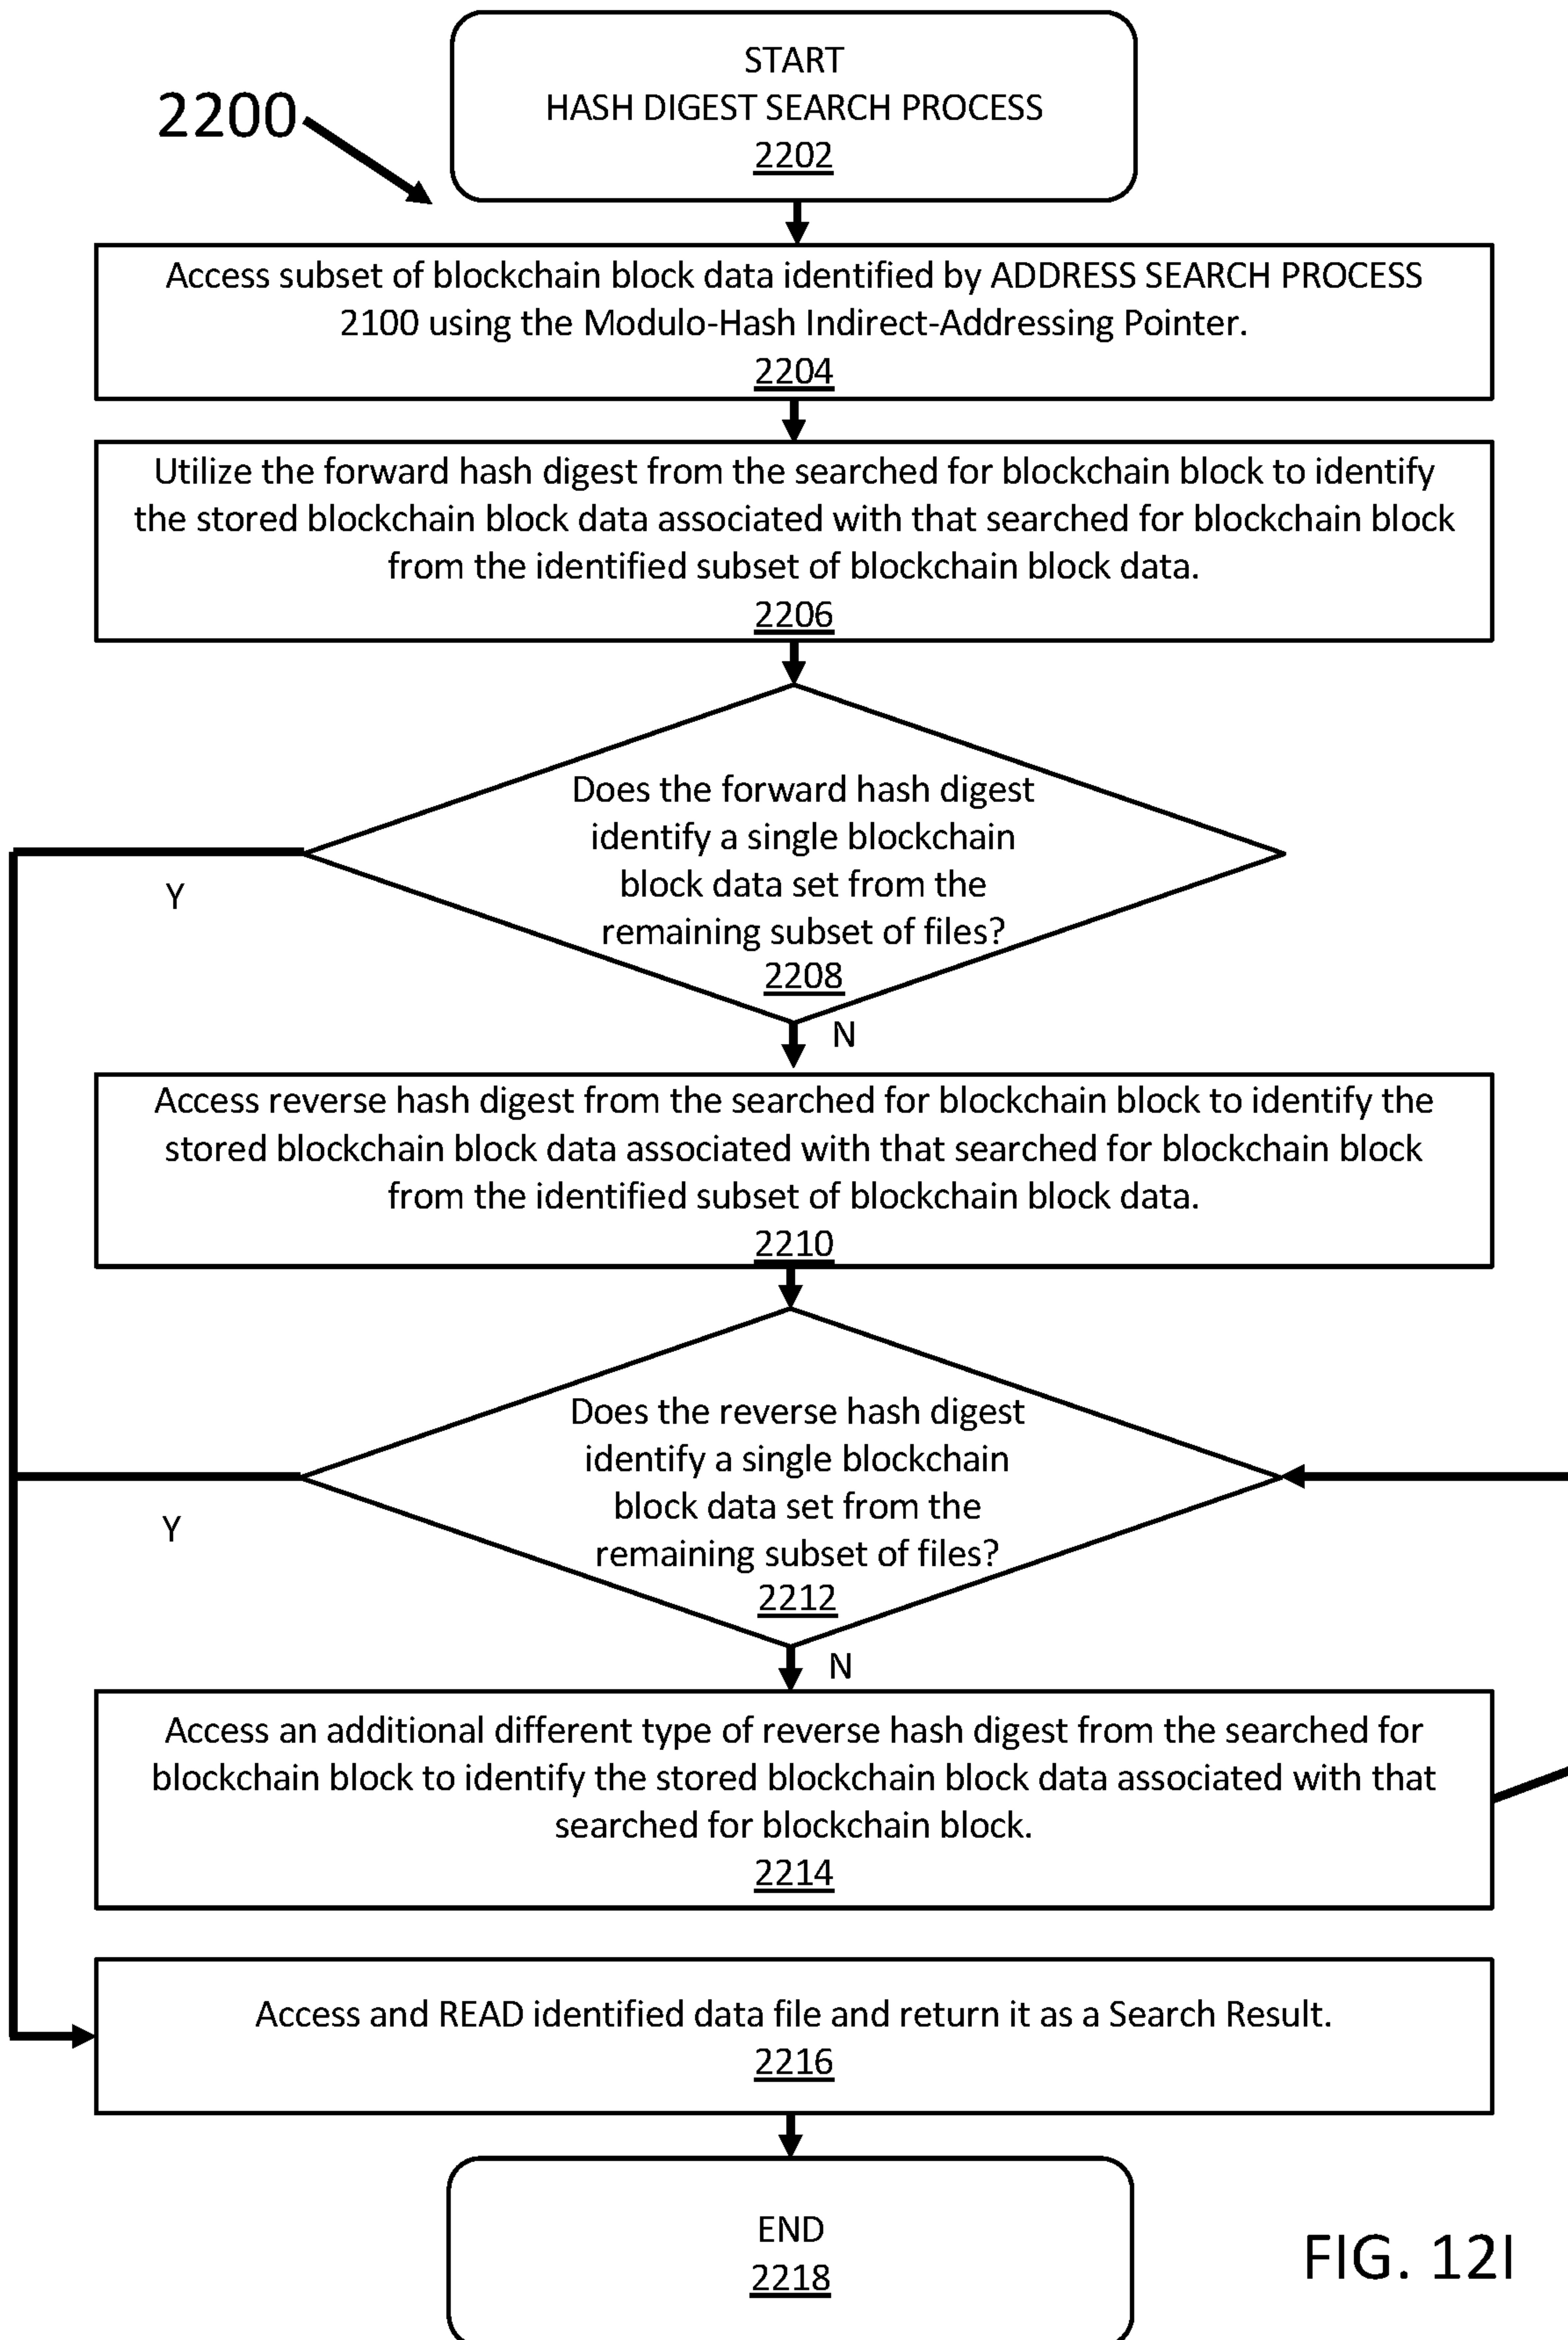 START
HASH DIGEST SEARCH PROCESS
2202
2200
Access subset of blockchain block data identified by ADDRESS SEARCH PROCESS
2100 using the Modulo-Hash Indirect-Addressing Pointer.
2204
Utilize the forward hash digest from the searched for blockchain block to identify
the stored blockchain block data associated with that searched for blockchain block
from the identified subset of blockchain block data.
2206
Does the forward hash digest
identify a single blockchain
block data set from the
remaining subset of files?
2208
Y
N
Access reverse hash digest from the searched for blockchain block to identify the
stored blockchain block data associated with that searched for blockchain block
from the identified subset of blockchain block data.
2210
Does the reverse hash digest
identify a single blockchain
block data set from the
remaining subset of files?
2212
Y
N
Access an additional different type of reverse hash digest from the searched for
blockchain block to identify the stored blockchain block data associated with that
searched for blockchain block.
2214
Access and READ identified data file and return it as a Search Result.
2216
END
2218
FIG. 12I